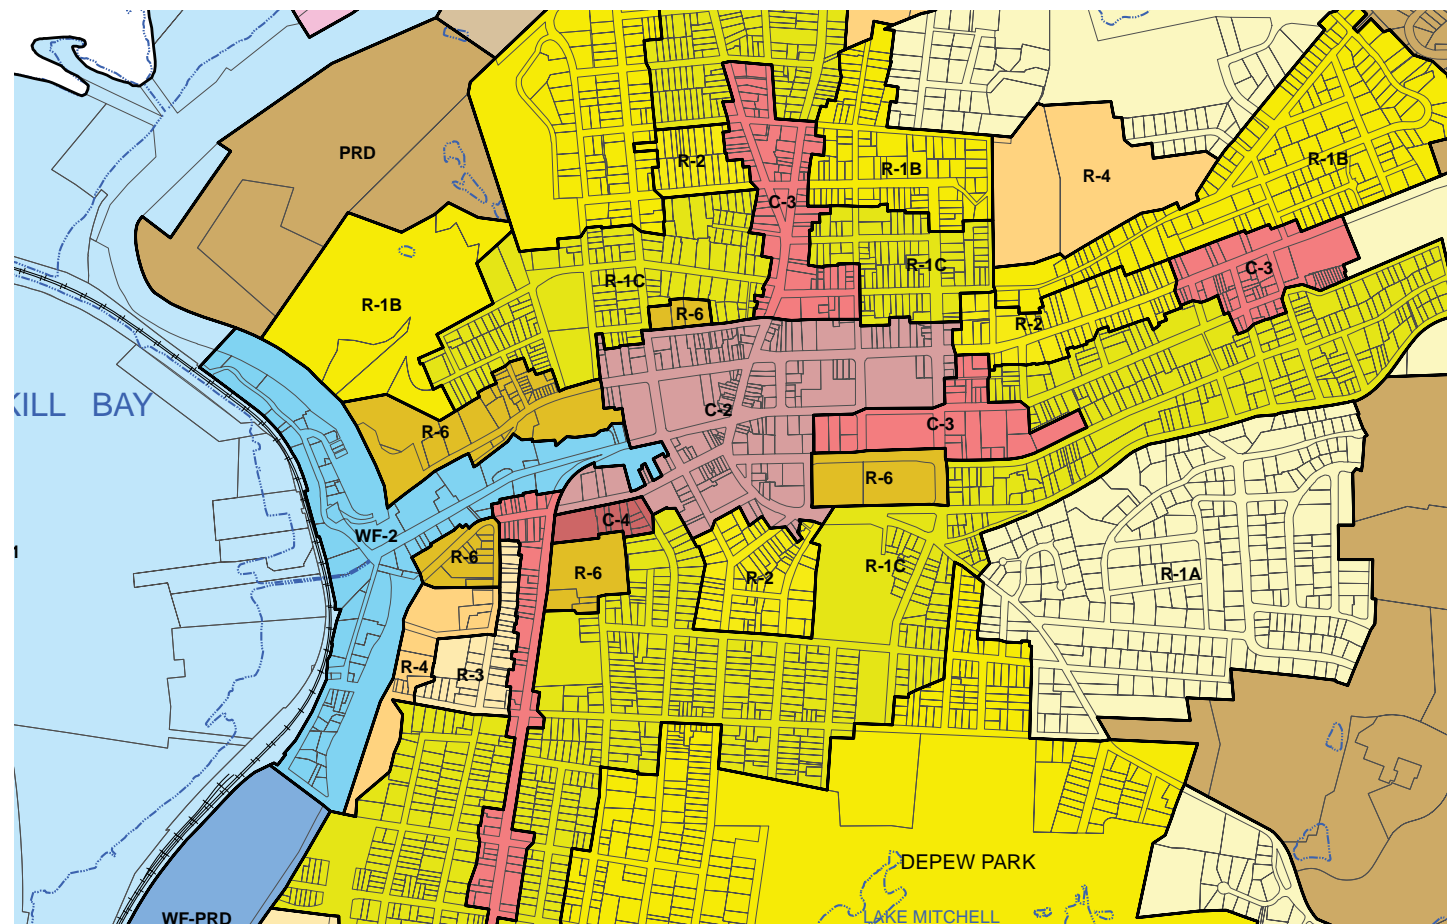 PRD
R-2
R-1B
R-1B
R-4
C-3
R-1C
R-1C
C-3
R-1B
R-6
R-2
KILL BAY
C-2
C-3
R-6
R-6
C-4
WF-2
1
R-6
R-6
R-2
R-1C
R-1A
R-4
R-3
DEPEW PARK
LAKE MITCHELL
WF-PRD